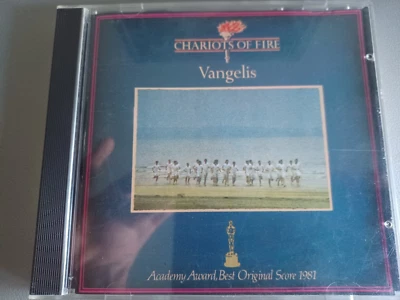 CHARIOTS OF FIRE
Vangelis
Academy Award, Best Original Score 1981